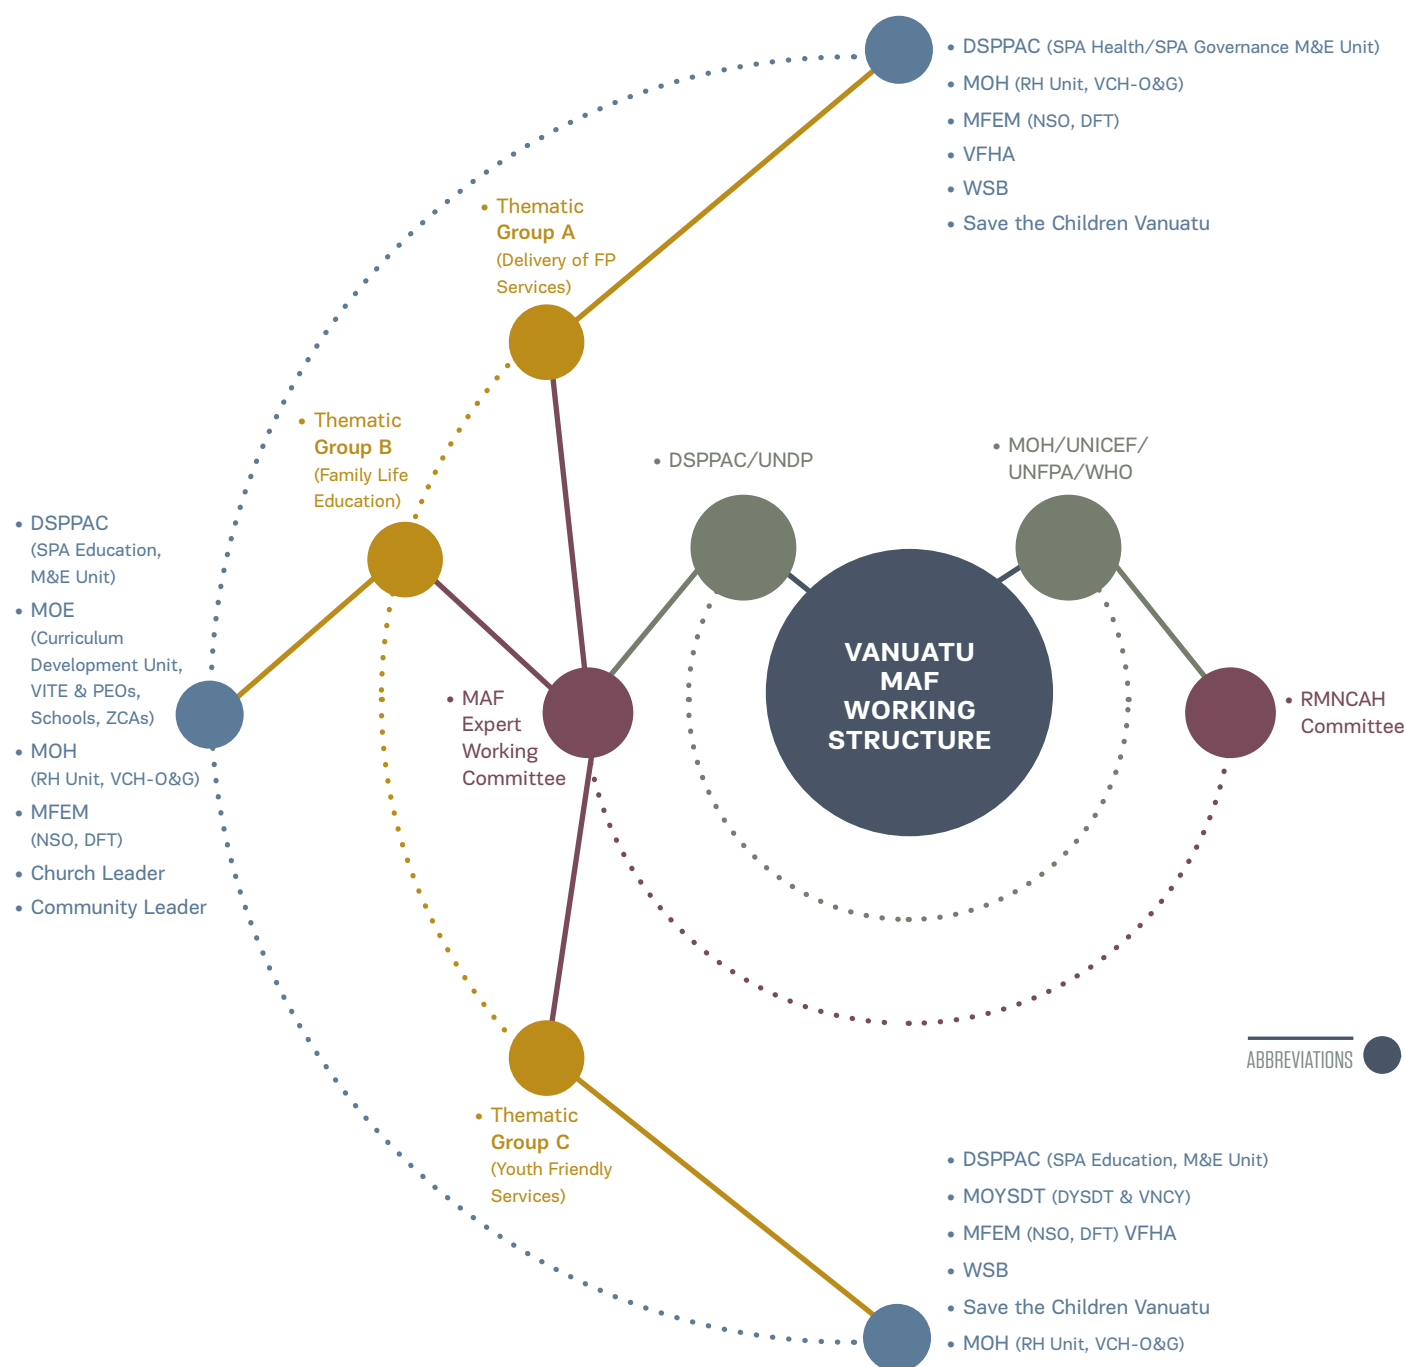 • DSPPAC (SPA Health/SPA Governance M&E Unit)
• MOH (RH Unit, VCH-O&G)
• MFEM (NSO, DFT)
• VFHA
• WSB
• Save the Children Vanuatu
• Thematic
Group A
(Delivery of FP
Services)
• Thematic
Group B
(Family Life
Education)
• DSPPAC/UNDP
• MOH/UNICEF/
UNFPA/WHO
• DSPPAC
(SPA Education,
M&E Unit)
• MOE
(Curriculum
Development Unit,
VITE & PEOs,
Schools, ZCAs)
• MOH
(RH Unit, VCH-O&G)
• MFEM
(NSO, DFT)
• Church Leader
• Community Leader
• MAF
Expert
Working
Committee
VANUATU
MAF
WORKING
STRUCTURE
• RMNCAH
Committee
ABBREVIATIONS
• Thematic
Group C
(Youth Friendly
Services)
• DSPPAC (SPA Education, M&E Unit)
• MOYSDT (DYSDT & VNCY)
• MFEM (NSO, DFT) VFHA
• WSB
• Save the Children Vanuatu
• MOH (RH Unit, VCH-O&G)